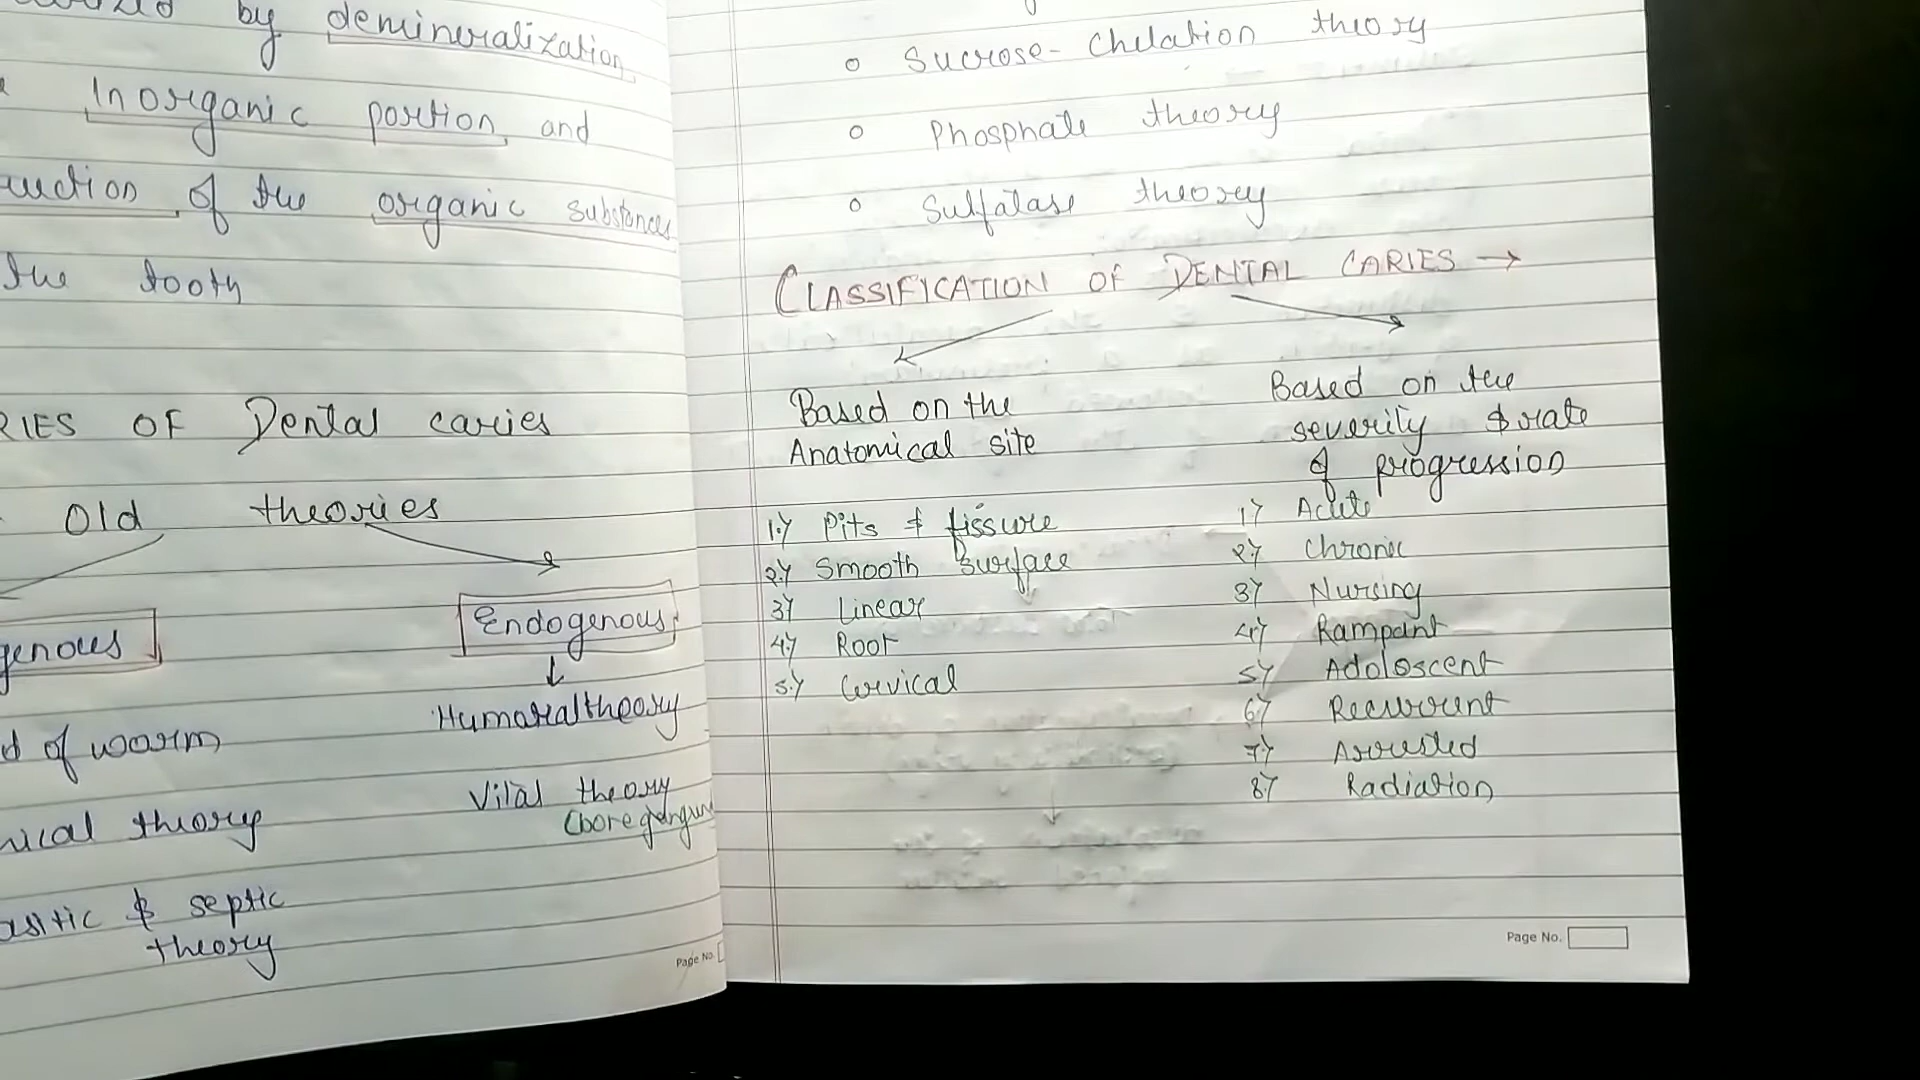 by demineralization
Inorganic portion, and
of the organic substances
the tooth
OF Dental caries
Old theories
Endogenous
Humoral theory
of worm
Vital theory
theory
& septic
theory
Page No.
Sucrose- Chelation theory
Phosphate theory
Sulfatase theory
CLASSIFICATION OF DENTAL CARIES →
Based on the
Anatomical site
1.) Pits & fissure
2.) Smooth Surface
3) Linear
4.) Root
5.) Cervical
Based on the
severity & rate
of progression
1) Acute
2) Chronic
3) Nursing
4) Rampant
5) Adoloscent
6) Recurrent
7) Arrested
8) Radiation
Page No.